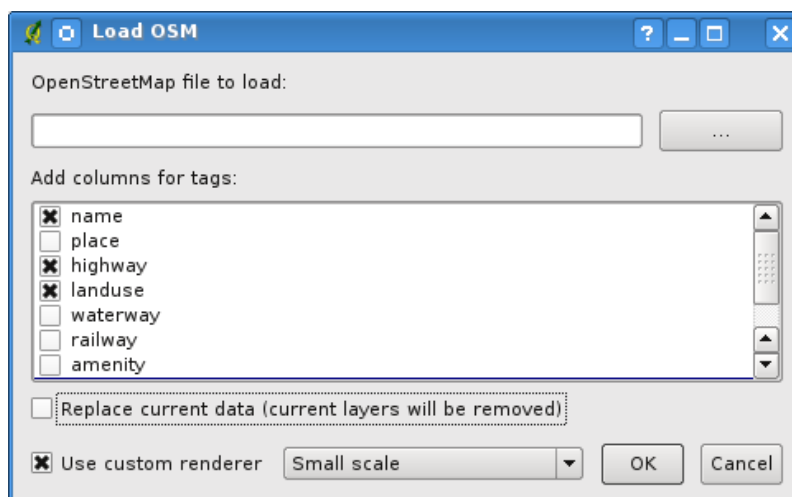 Load OSM
OpenStreetMap file to load:
...
Add columns for tags:
name
place
highway
landuse
waterway
railway
amenity
Replace current data (current layers will be removed)
Use custom renderer Small scale OK Cancel